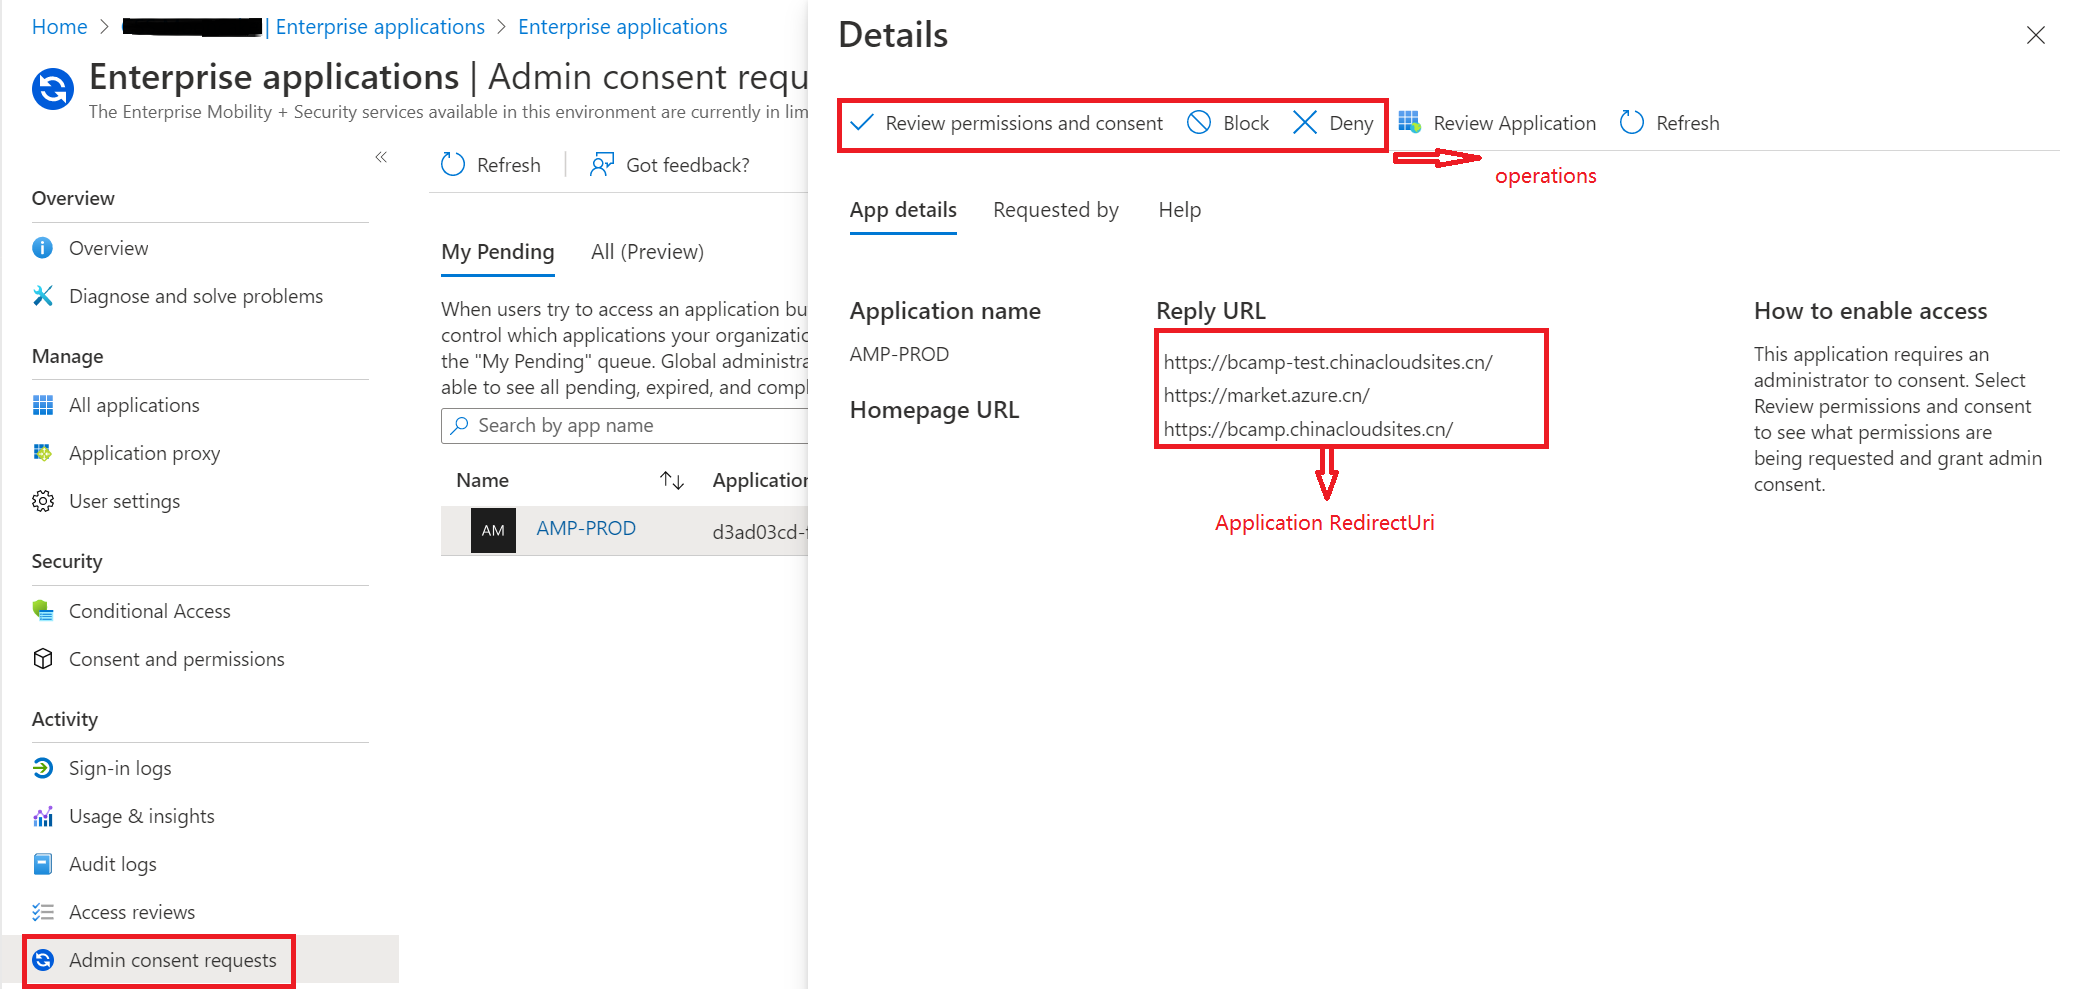 Home > | Enterprise applications > Enterprise applications
Enterprise applications | Admin consent requ
The Enterprise Mobility + Security services available in this environment are currently in lim
«
Overview
Overview
Diagnose and solve problems
Manage
All applications
Application proxy
User settings
Security
Conditional Access
Consent and permissions
Activity
Sign-in logs
Usage & insights
Audit logs
Access reviews
Admin consent requests
Refresh
Got feedback?
My Pending
All (Preview)
When users try to access an application bu
control which applications your organizatio
the "My Pending" queue. Global administra
able to see all pending, expired, and compl
Search by app name
Name
Application
AM
AMP-PROD
d3ad03cd-f
Details
Review permissions and consent
Block
Deny
Review Application
Refresh
operations
App details
Requested by
Help
Application name
AMP-PROD
Homepage URL
Reply URL
https://bcamp-test.chinacloudsites.cn/
https://market.azure.cn/
https://bcamp.chinacloudsites.cn/
Application RedirectUri
How to enable access
This application requires an
administrator to consent. Select
Review permissions and consent
to see what permissions are
being requested and grant admin
consent.